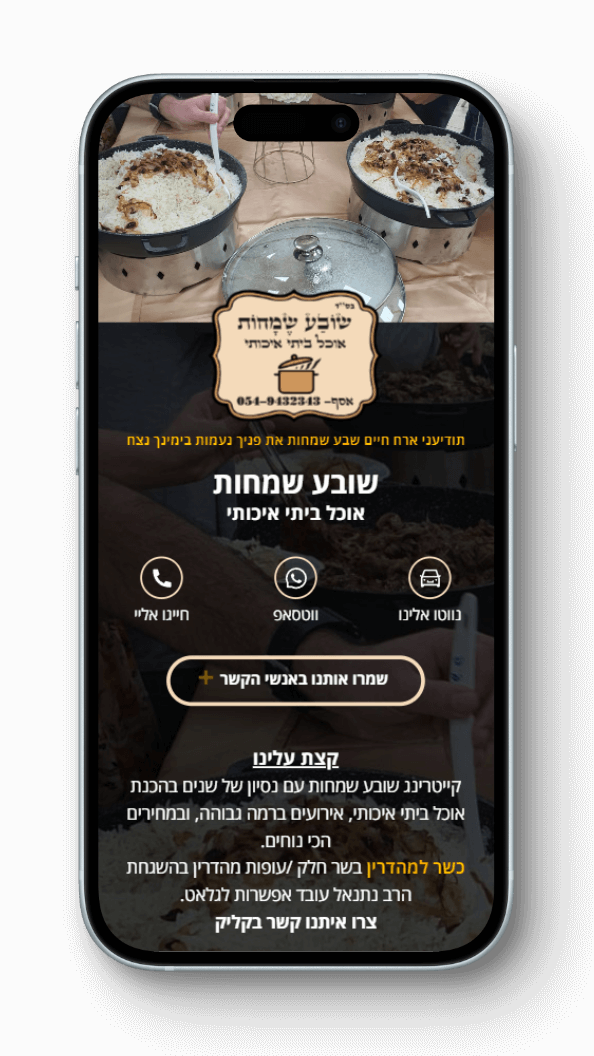 בס״ד
שׂוֹבַע שְׂמָחוֹת
אוכל ביתי איכותי
אסף- 054-9432343
תודיעני ארח חיים שבע שמחות את פניך נעמות בימינך נצח
שובע שמחות
אוכל ביתי איכותי
נווטו אלינו
ווטסאפ
חייגו אליי
שמרו אותנו באנשי הקשר +
קצת עלינו
קייטרינג שובע שמחות עם נסיון של שנים בהכנת
אוכל ביתי איכותי, אירועים ברמה גבוהה, ובמחירים
הכי נוחים.
כשר למהדרין בשר חלק /עופות מהדרין בהשגחת
הרב נתנאל עובד אפשרות לגלאט.
צרו איתנו קשר בקליק